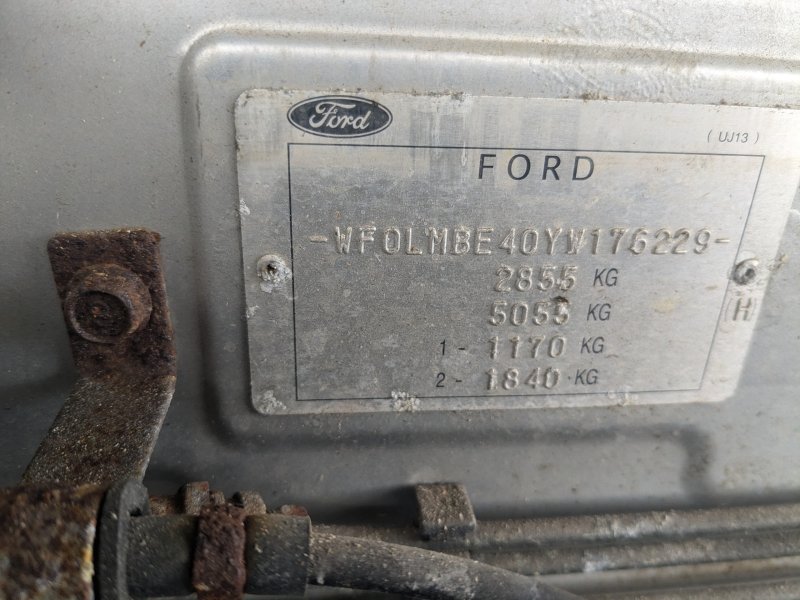 Ford
( UJ13 )
FORD
-WF0LMBE40YW176229-
2855 KG
5055 KG
(H)
1 - 1170 KG
2 - 1840 KG